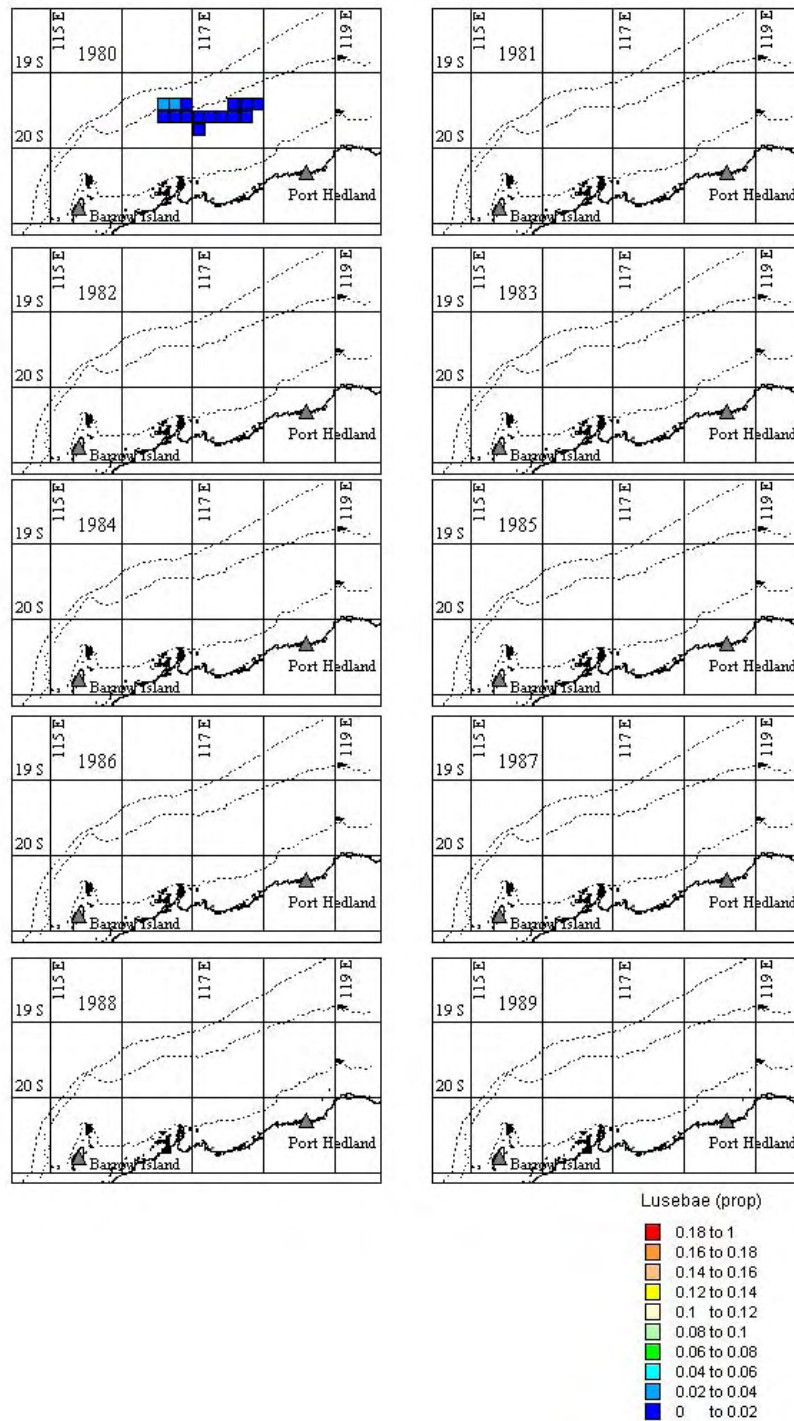 115 E
117 E
119 E
19 S
1980
20 S
Port Hedland
Barrow Island
115 E
117 E
119 E
19 S
1981
20 S
Port Hedland
Barrow Island
115 E
117 E
119 E
19 S
1982
20 S
Port Hedland
Barrow Island
115 E
117 E
119 E
19 S
1983
20 S
Port Hedland
Barrow Island
115 E
117 E
119 E
19 S
1984
20 S
Port Hedland
Barrow Island
115 E
117 E
119 E
19 S
1985
20 S
Port Hedland
Barrow Island
115 E
117 E
119 E
19 S
1986
20 S
Port Hedland
Barrow Island
115 E
117 E
119 E
19 S
1987
20 S
Port Hedland
Barrow Island
115 E
117 E
119 E
19 S
1988
20 S
Port Hedland
Barrow Island
115 E
117 E
119 E
19 S
1989
20 S
Port Hedland
Barrow Island
Lusebae (prop)
0.18 to 1
0.16 to 0.18
0.14 to 0.16
0.12 to 0.14
0.1 to 0.12
0.08 to 0.1
0.06 to 0.08
0.04 to 0.06
0.02 to 0.04
0 to 0.02